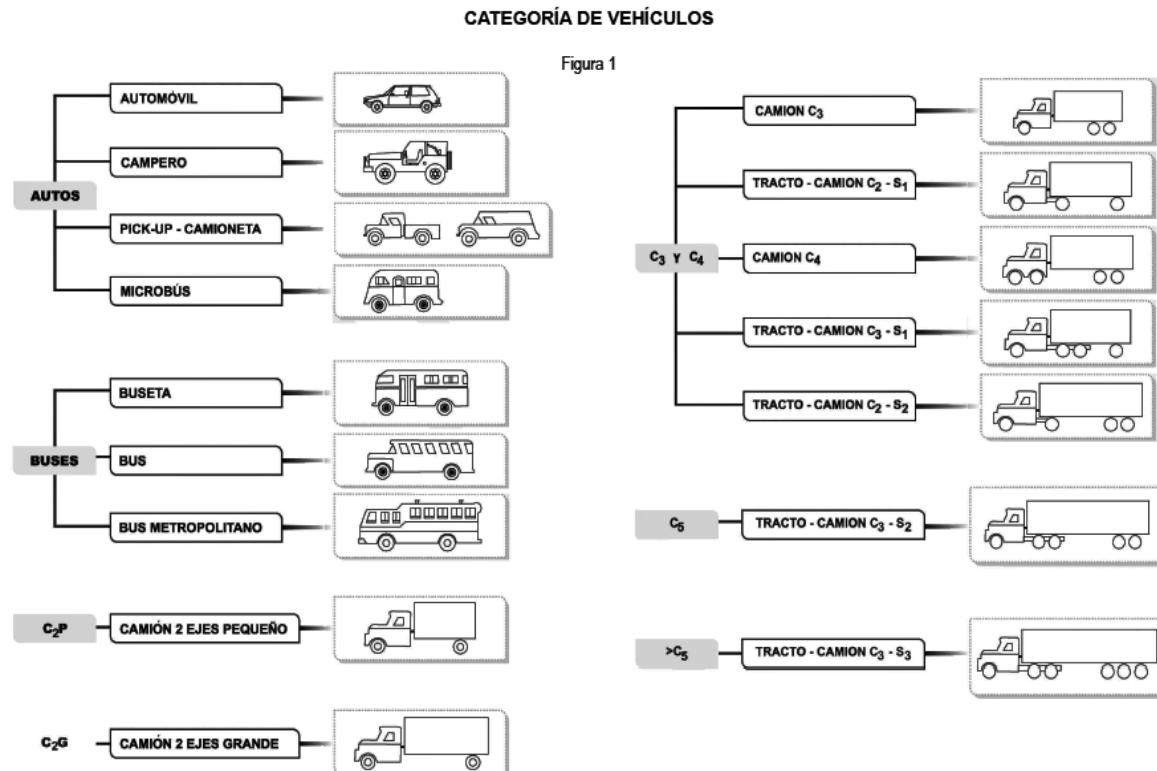 CATEGORÍA DE VEHÍCULOS
Figura 1
AUTOS
AUTOMÓVIL
CAMPERO
PICK-UP - CAMIONETA
MICROBÚS
BUSES
BUSETA
BUS
BUS METROPOLITANO
C2P
CAMIÓN 2 EJES PEQUEÑO
C2G
CAMIÓN 2 EJES GRANDE
C3 Y C4
CAMION C3
TRACTO - CAMION C2 - S1
CAMION C4
TRACTO - CAMION C3 - S1
TRACTO - CAMION C2 - S2
C5
TRACTO - CAMION C3 - S2
>C5
TRACTO - CAMION C3 - S3